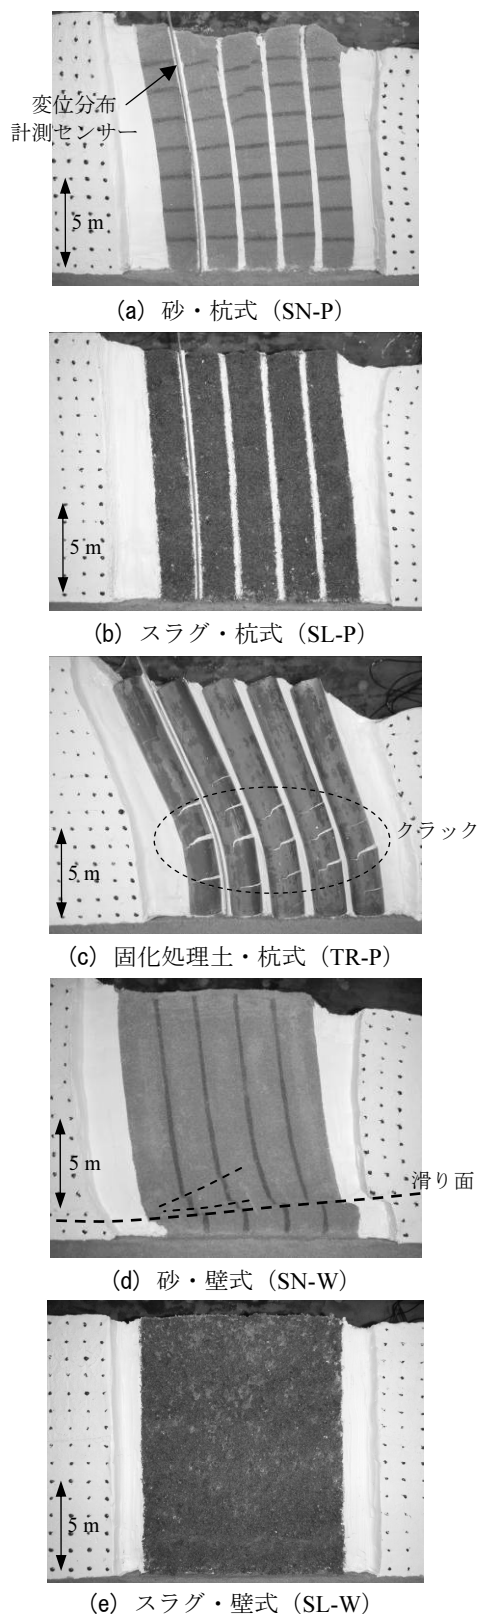 変位分布
計測センサー
5 m
(a) 砂・杭式（SN-P）
5 m
(b) スラグ・杭式（SL-P）
クラック
5 m
(c) 固化処理土・杭式（TR-P）
5 m
滑り面
(d) 砂・壁式（SN-W）
5 m
(e) スラグ・壁式（SL-W）